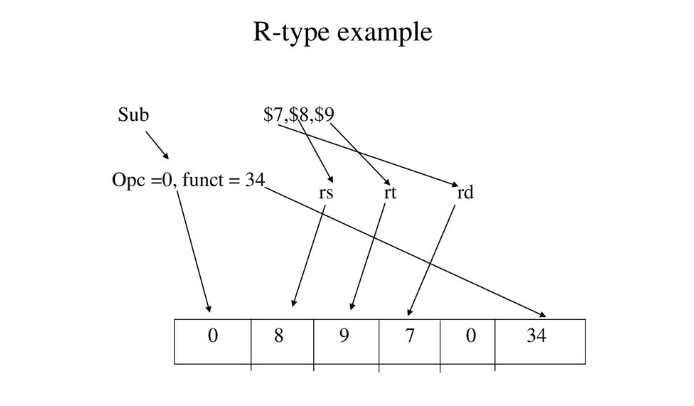 R-type example
Sub $7,$8,$9
Opc =0, funct = 34
rs rt rd
0 8 9 7 0 34